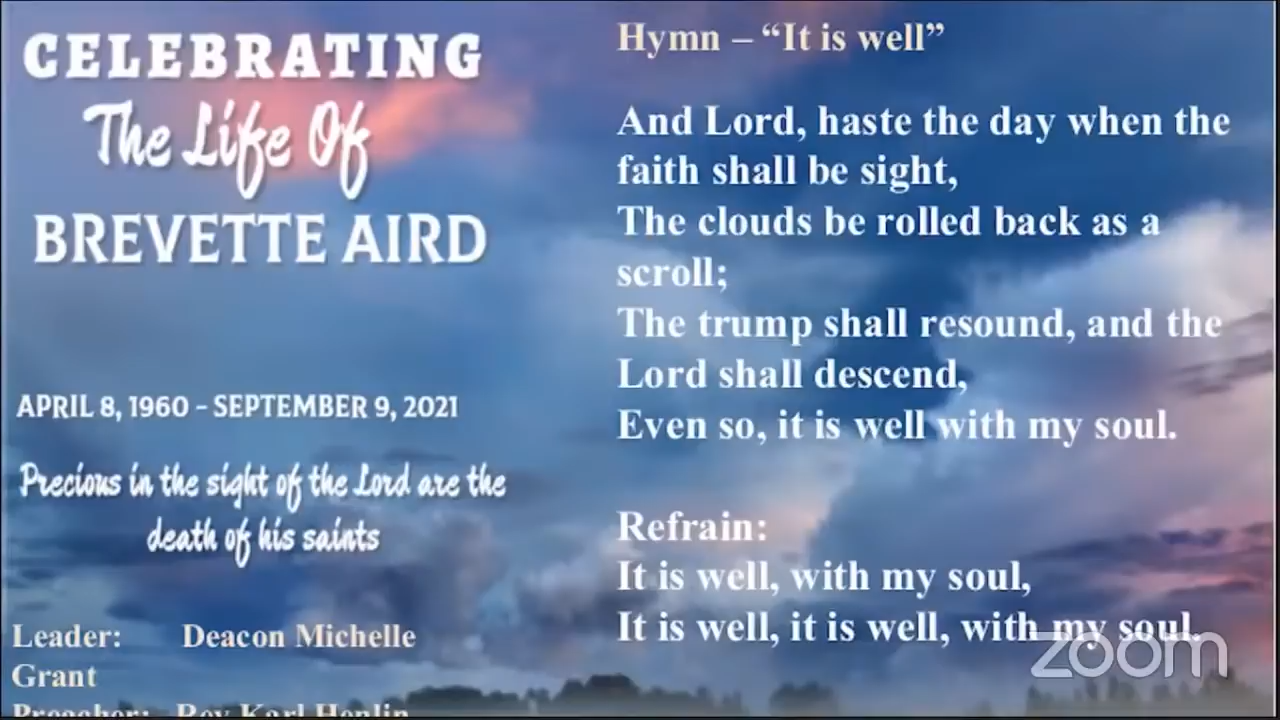 CELEBRATING
The Life Of
BREVETTE AIRD
APRIL 8, 1960 - SEPTEMBER 9, 2021
Precious in the sight of the Lord are the
death of his saints
Leader: Deacon Michelle
Grant
Preacher: Rev Karl Henlin
Hymn – “It is well”
And Lord, haste the day when the
faith shall be sight,
The clouds be rolled back as a
scroll;
The trump shall resound, and the
Lord shall descend,
Even so, it is well with my soul.
Refrain:
It is well, with my soul,
It is well, it is well, with my soul.
zoom